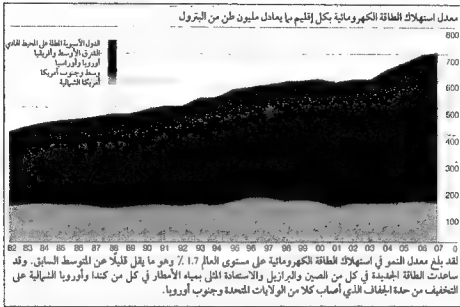 معدل استهلاك الطاقة الكهرومائية بكل إقليم بما يعادل مليون طن من البترول
الدول الآسيوية المطلة على المحيط الهادي
الشرق الأوسط وأفريقيا
أوروبا وأوراسيا
وسط وجنوب أمريكا
أمريكا الشمالية
800
700
600
500
400
300
200
100
82 83 84 85 86 87 88 89 90 91 92 93 94 95 96 97 98 99 00 01 02 03 04 05 06 07 0
لقد بلغ معدل النمو في استهلاك الطاقة الكهرومائية على مستوى العالم 1.7 ٪ وهو ما يقل قليلاً عن المتوسط السابق. وقد
ساعدت الطاقة الجديدة في كل من الصين والبرازيل والاستفادة المثلى بمياه الأمطار في كل من كندا وأوروبا الشمالية على
التخفيف من حدة الجفاف الذي أصاب كلا من الولايات المتحدة وجنوب أوروبا.